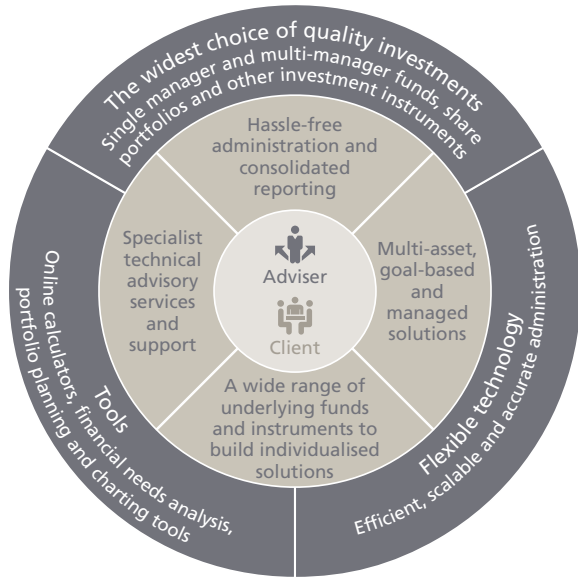 The widest choice of quality investments
Single manager and multi-manager funds, share
portfolios and other investment instruments
Hassle-free
administration and
consolidated
reporting
Specialist
technical
advisory
services
and
support
Adviser
Client
Multi-asset,
goal-based
and
managed
solutions
A wide range of
underlying funds
and instruments to
build individualised
solutions
Tools
Online calculators, financial needs analysis,
portfolio planning and charting tools
Flexible technology
Efficient, scalable and accurate administration